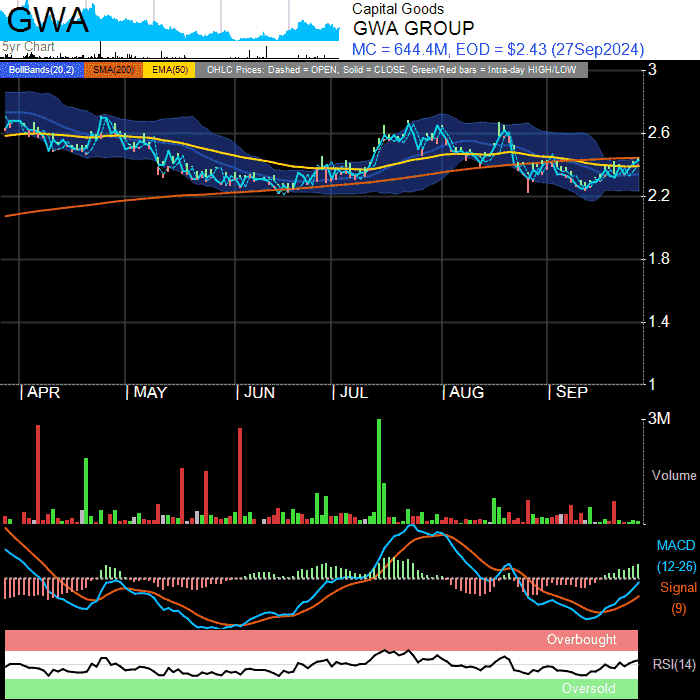 GWA
5yr Chart
Capital Goods
GWA GROUP
MC = 644.4M, EOD = $2.43 (27Sep2024)
BollBands(20,2) SMA(200) EMA(50) OHLC Prices: Dashed = OPEN, Solid = CLOSE, Green/Red bars = Intra-day HIGH/LOW
3
2.6
2.2
1.8
1.4
1
APR MAY JUN JUL AUG SEP
3M
Volume
MACD
(12-26)
Signal
(9)
Overbought
RSI(14)
Oversold